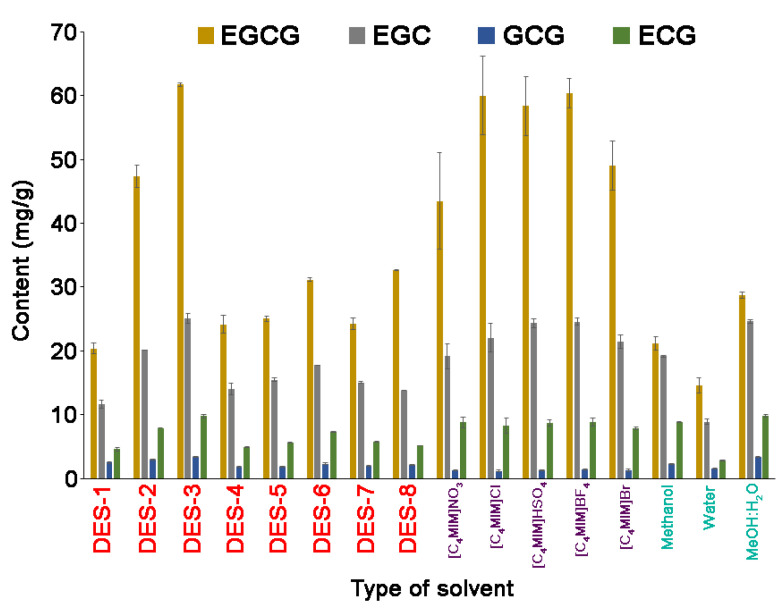 EGCG EGC GCG ECG
70
60
50
40
30
20
10
0
Content (mg/g)
DES-1
DES-2
DES-3
DES-4
DES-5
DES-6
DES-7
DES-8
[C₄MIM]NO₃
[C₄MIM]Cl
[C₄MIM]HSO₄
[C₄MIM]BF₄
[C₄MIM]Br
Methanol
Water
MeOH:H₂O
Type of solvent